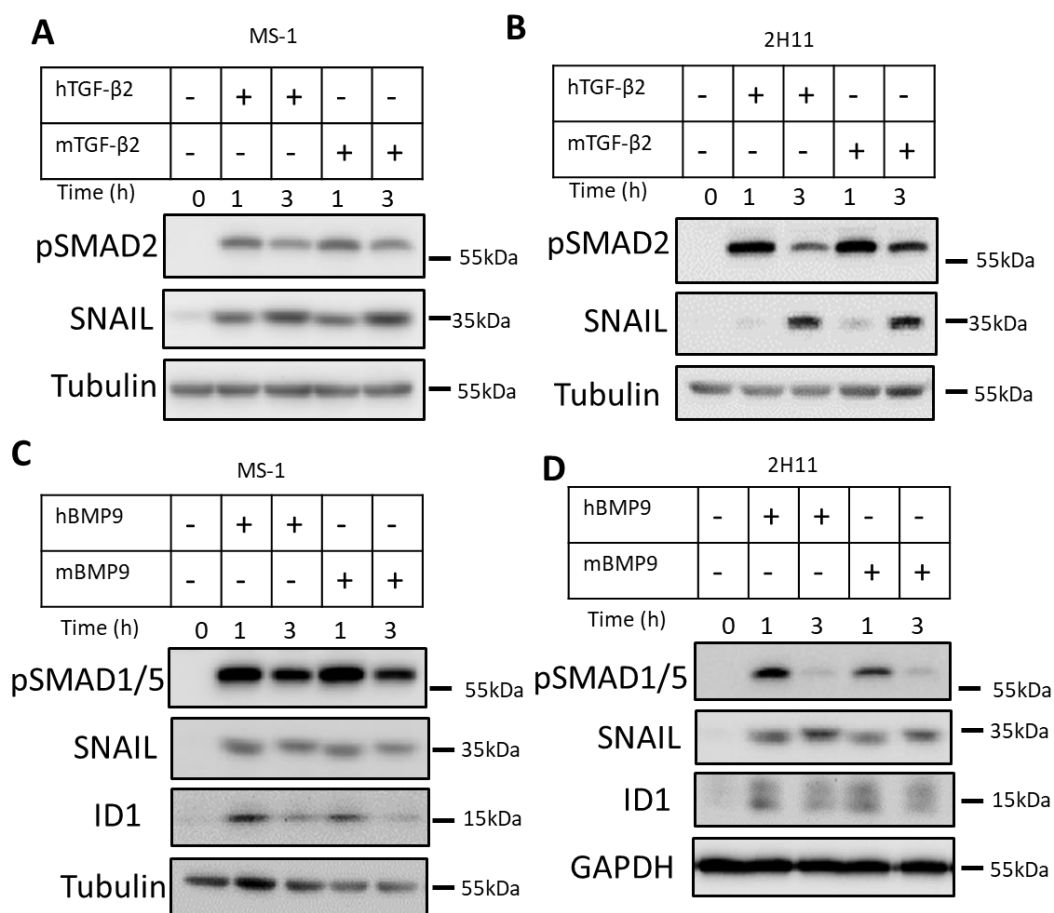 A
MS-1
hTGF-β2 - + + - -
mTGF-β2 - - - + +
Time (h) 0 1 3 1 3
pSMAD2 55kDa
SNAIL 35kDa
Tubulin 55kDa
B
2H11
hTGF-β2 - + + - -
mTGF-β2 - - - + +
Time (h) 0 1 3 1 3
pSMAD2 55kDa
SNAIL 35kDa
Tubulin 55kDa
C
MS-1
hBMP9 - + + - -
mBMP9 - - - + +
Time (h) 0 1 3 1 3
pSMAD1/5 55kDa
SNAIL 35kDa
ID1 15kDa
Tubulin 55kDa
D
2H11
hBMP9 - + + - -
mBMP9 - - - + +
Time (h) 0 1 3 1 3
pSMAD1/5 55kDa
SNAIL 35kDa
ID1 15kDa
GAPDH 55kDa